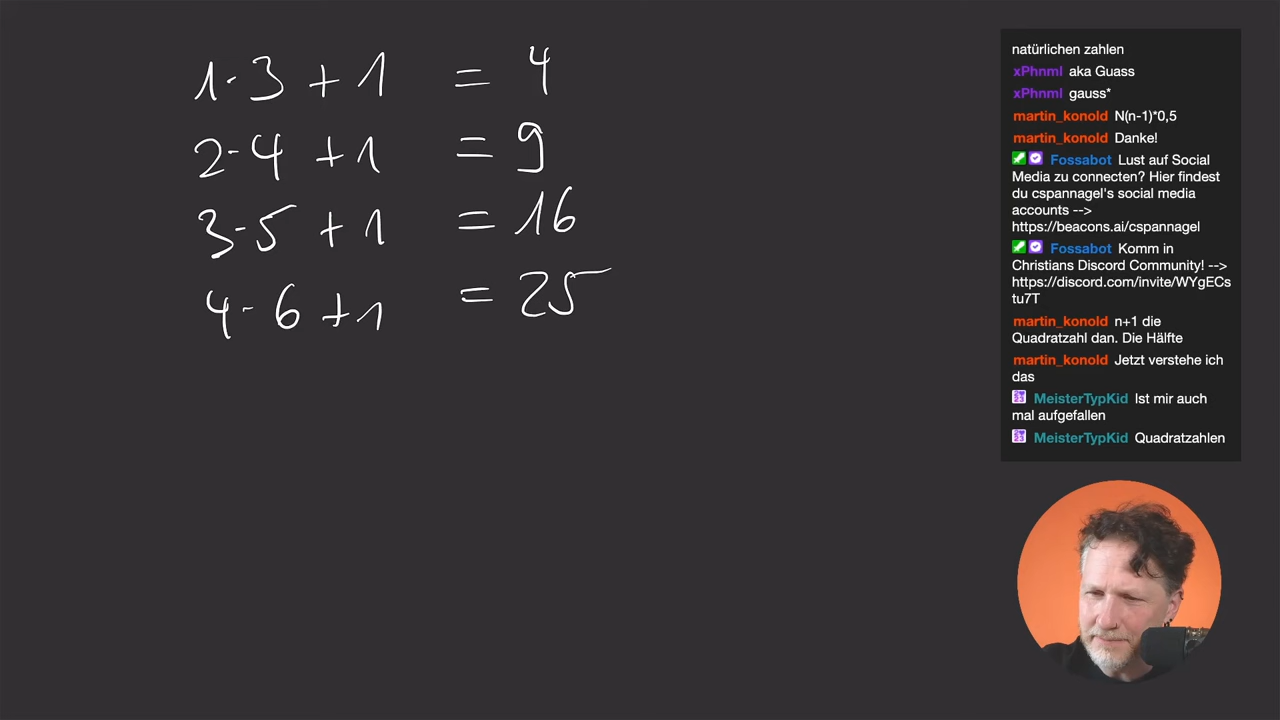 1·3 + 1 = 4
2·4 + 1 = 9
3·5 + 1 = 16
4·6 + 1 = 25
natürlichen zahlen
xPhnml aka Guass
xPhnml gauss*
martin_konold N(n-1)*0,5
martin_konold Danke!
Fossabot Lust auf Social
Media zu connecten? Hier findest
du cspannagel's social media
accounts -->
https://beacons.ai/cspannagel
Fossabot Komm in
Christians Discord Community! -->
https://discord.com/invite/WYgECs
tu7T
martin_konold n+1 die
Quadratzahl dan. Die Hälfte
martin_konold Jetzt verstehe ich
das
MeisterTypKid Ist mir auch
mal aufgefallen
MeisterTypKid Quadratzahlen